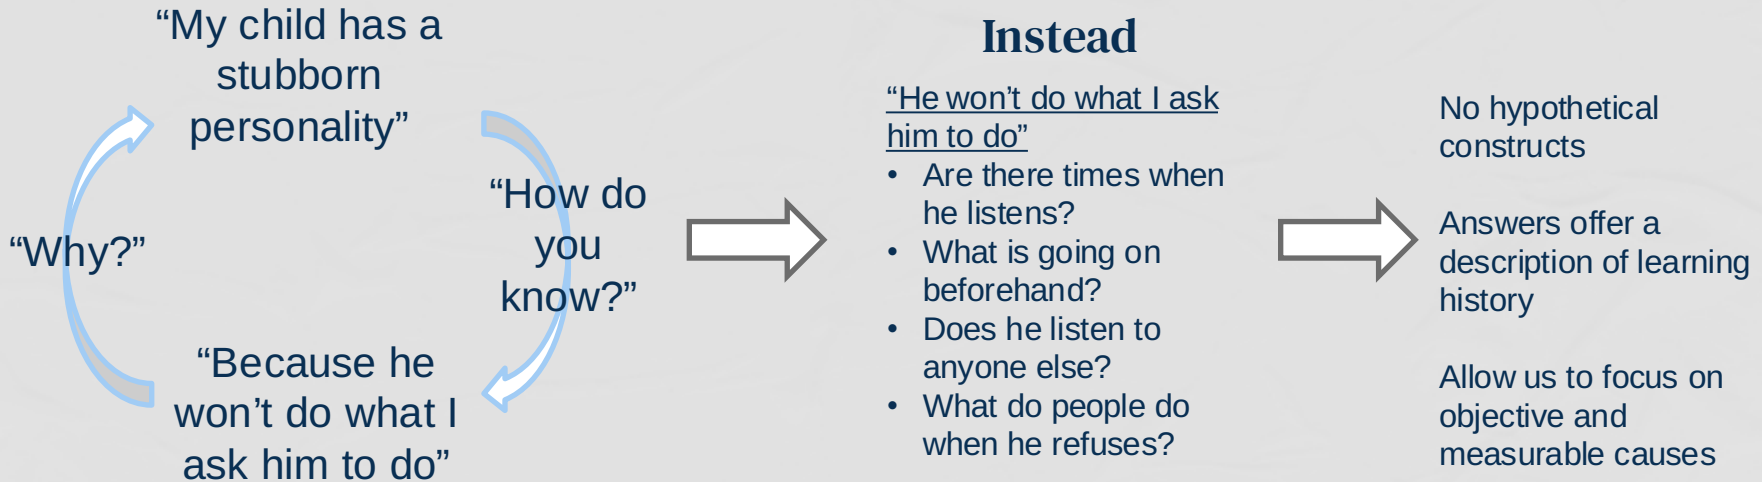 “My child has a
stubborn
personality”
“How do
you
know?”
“Because he
won’t do what I
ask him to do”
“Why?”
Instead
“He won’t do what I ask
him to do”
• Are there times when
he listens?
• What is going on
beforehand?
• Does he listen to
anyone else?
• What do people do
when he refuses?
No hypothetical
constructs
Answers offer a
description of learning
history
Allow us to focus on
objective and
measurable causes